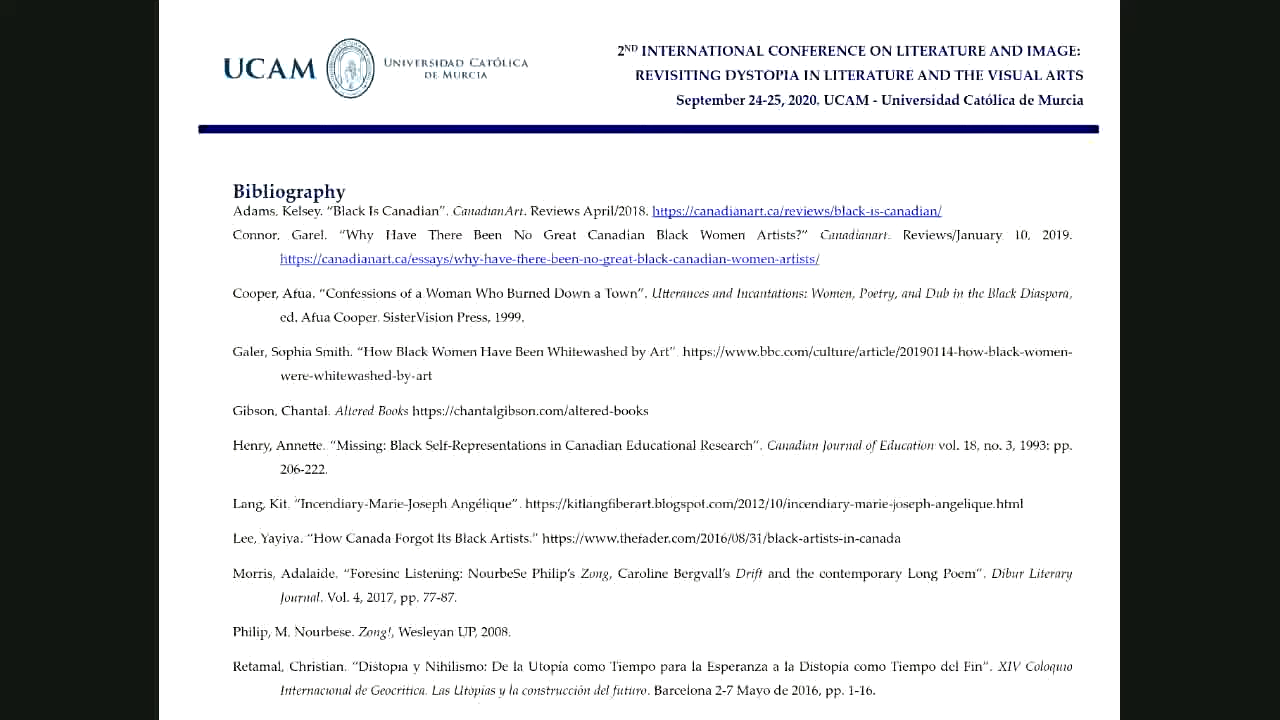 UCAM
UNIVERSIDAD CATÓLICA
DE MURCIA
2ND INTERNATIONAL CONFERENCE ON LITERATURE AND IMAGE:
REVISITING DYSTOPIA IN LITERATURE AND THE VISUAL ARTS
September 24-25, 2020. UCAM - Universidad Católica de Murcia
Bibliography
Adams, Kelsey. “Black Is Canadian”. CanadianArt. Reviews April/2018. https://canadianart.ca/reviews/black-is-canadian/
Connor, Garel. “Why Have There Been No Great Canadian Black Women Artists?” Canadianart. Reviews/January 10, 2019.
https://canadianart.ca/essays/why-have-there-been-no-great-black-canadian-women-artists/
Cooper, Afua. “Confessions of a Woman Who Burned Down a Town”. Utterances and Incantations: Women, Poetry, and Dub in the Black Diaspora,
ed. Afua Cooper. SisterVision Press, 1999.
Galer, Sophia Smith. “How Black Women Have Been Whitewashed by Art”. https://www.bbc.com/culture/article/20190114-how-black-women-
were-whitewashed-by-art
Gibson, Chantal. Altered Books https://chantalgibson.com/altered-books
Henry, Annette. “Missing: Black Self-Representations in Canadian Educational Research”. Canadian Journal of Education vol. 18, no. 3, 1993: pp.
206-222.
Lang, Kit. “Incendiary-Marie-Joseph Angélique”. https://kitlangfiberart.blogspot.com/2012/10/incendiary-marie-joseph-angelique.html
Lee, Yayiya. “How Canada Forgot Its Black Artists.” https://www.thefader.com/2016/08/31/black-artists-in-canada
Morris, Adalaide. “Foresinc Listening: NourbeSe Philip’s Zong, Caroline Bergvall’s Drift and the contemporary Long Poem”. Dibur Literary
Journal. Vol. 4, 2017, pp. 77-87.
Philip, M. Nourbese. Zong!, Wesleyan UP, 2008.
Retamal, Christian. “Distopia y Nihilismo: De la Utopía como Tiempo para la Esperanza a la Distopía como Tiempo del Fin”. XIV Coloquio
Internacional de Geocrítica. Las Utopías y la construcción del futuro. Barcelona 2-7 Mayo de 2016, pp. 1-16.